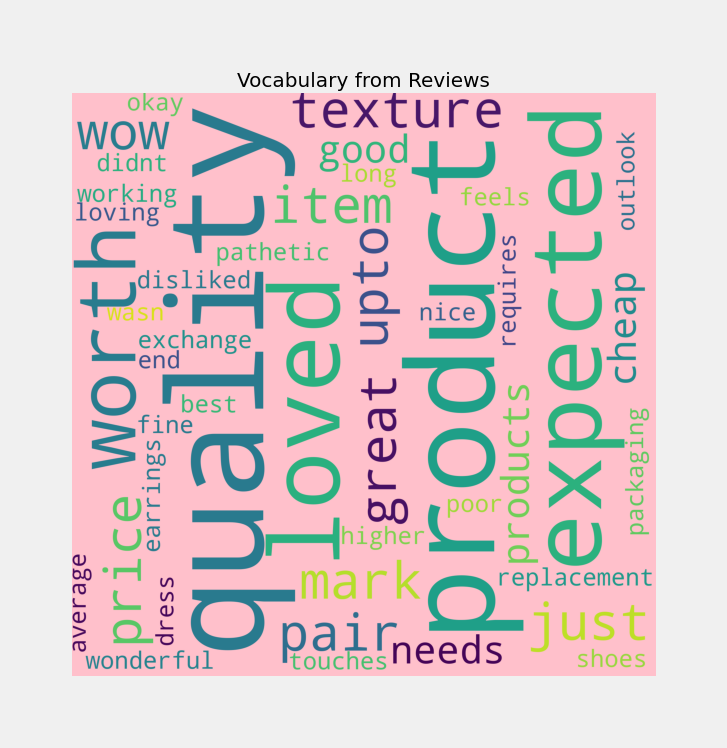 Vocabulary from Reviews
okay
texture
wow
good
didnt
long
working
feels
loving
item
outlook
quality
product
expected
worth
pathetic
upto
requires
disliked
cheap
wasn
nice
loved
exchange
end
great
products
best
fine
packaging
earrings
price
poor
higher
average
dress
mark
replacement
just
pair
needs
wonderful
touches
shoes